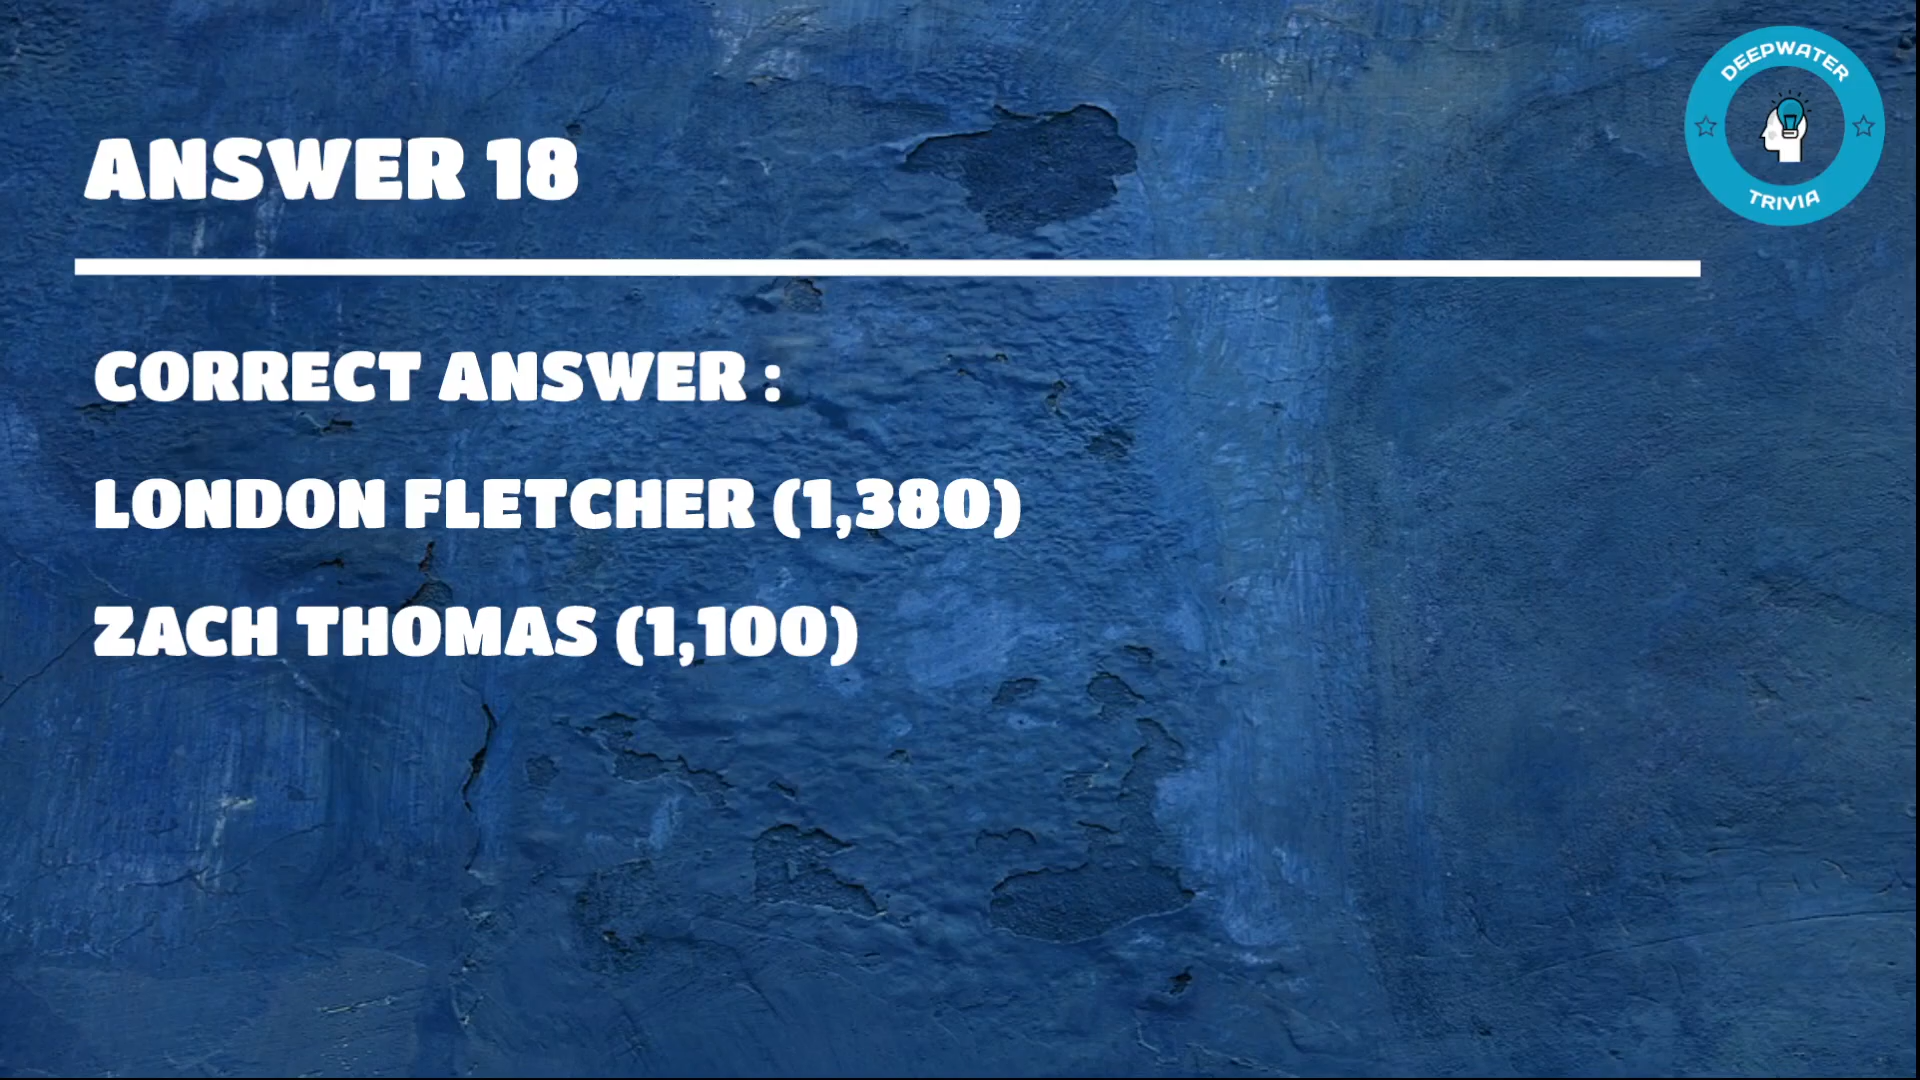 DEEPWATER
TRIVIA
ANSWER 18
CORRECT ANSWER :
LONDON FLETCHER (1,380)
ZACH THOMAS (1,100)